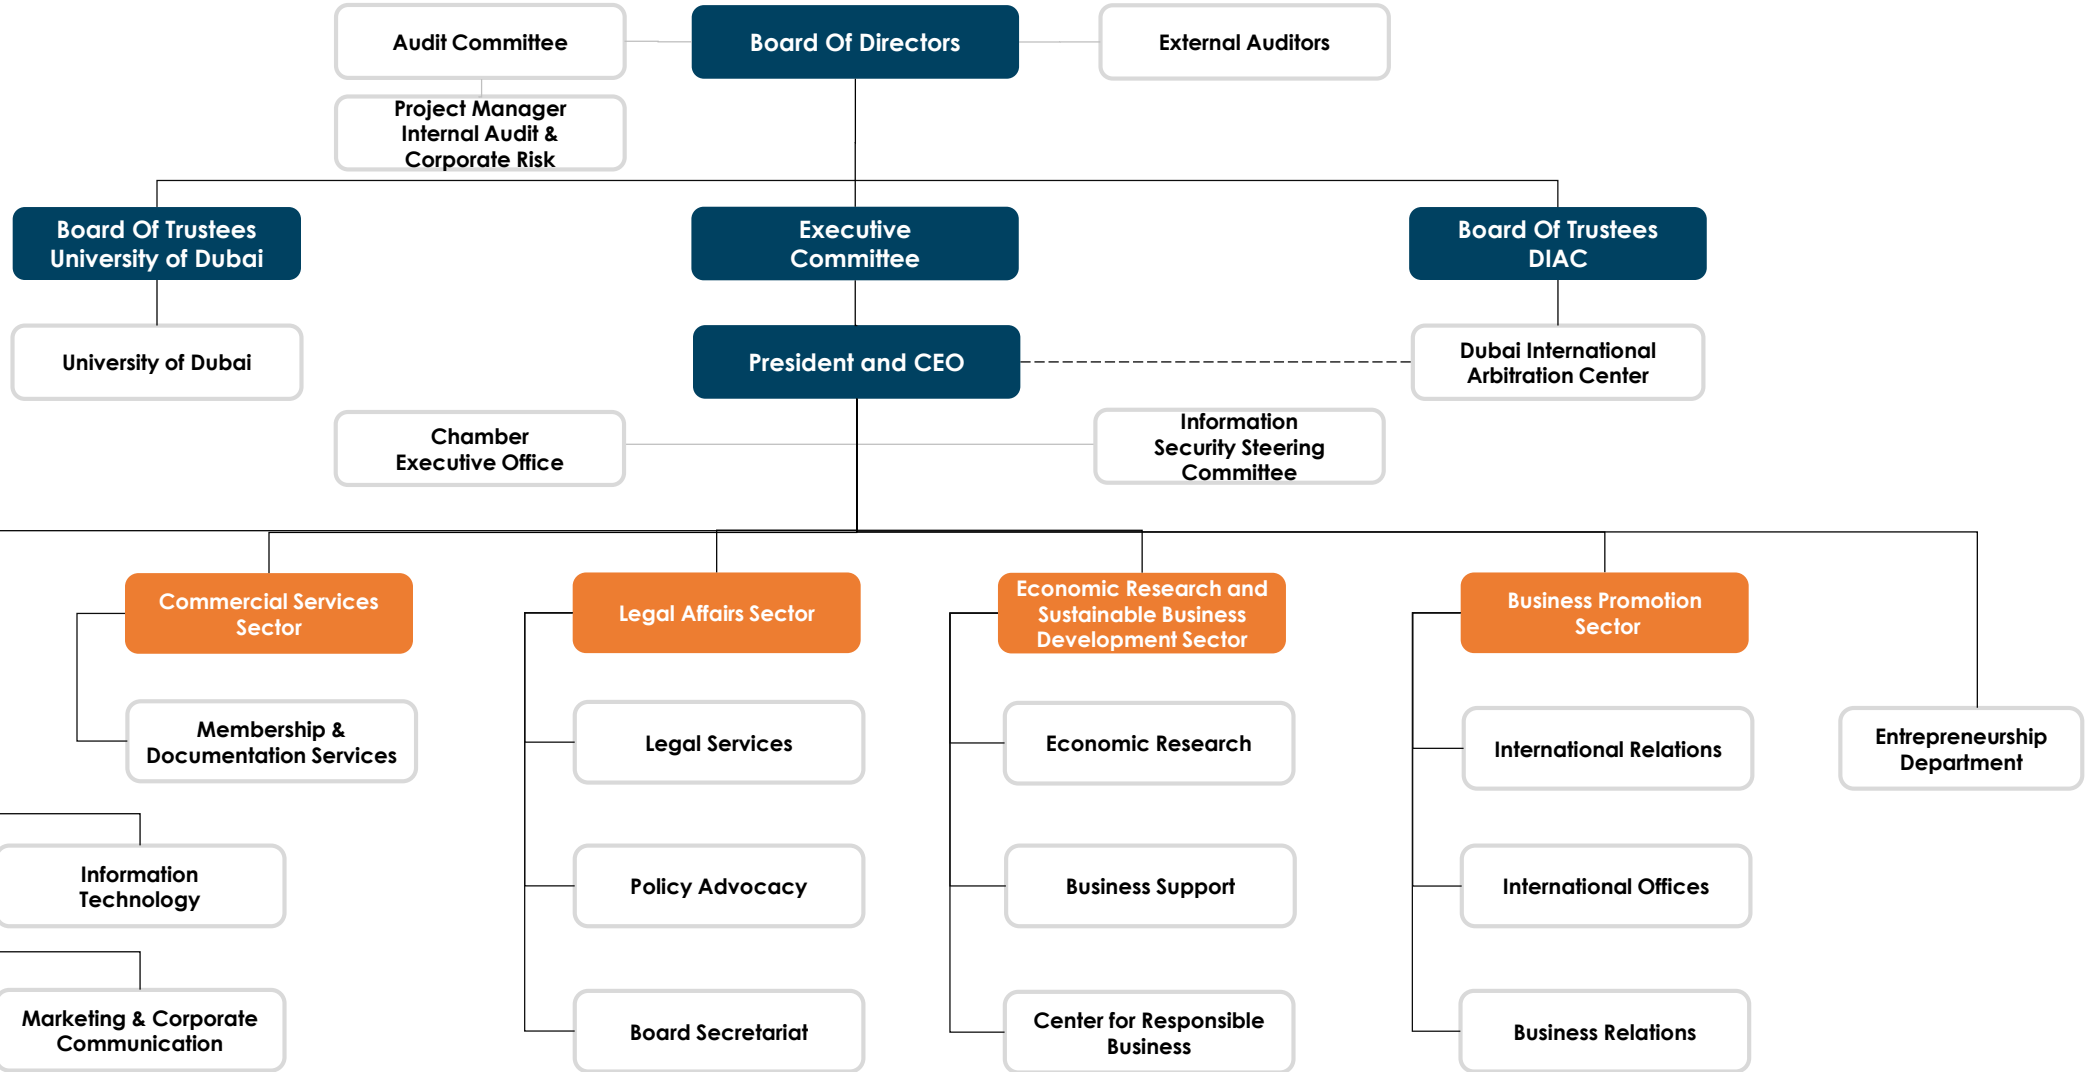 Audit Committee
Board Of Directors
External Auditors
Project Manager
Internal Audit &
Corporate Risk
Board Of Trustees
University of Dubai
Executive
Committee
Board Of Trustees
DIAC
University of Dubai
President and CEO
Dubai International
Arbitration Center
Chamber
Executive Office
Information
Security Steering
Committee
Commercial Services
Sector
Legal Affairs Sector
Economic Research and
Sustainable Business
Development Sector
Business Promotion
Sector
Membership &
Documentation Services
Legal Services
Economic Research
International Relations
Entrepreneurship
Department
Information
Technology
Policy Advocacy
Business Support
International Offices
Marketing & Corporate
Communication
Board Secretariat
Center for Responsible
Business
Business Relations